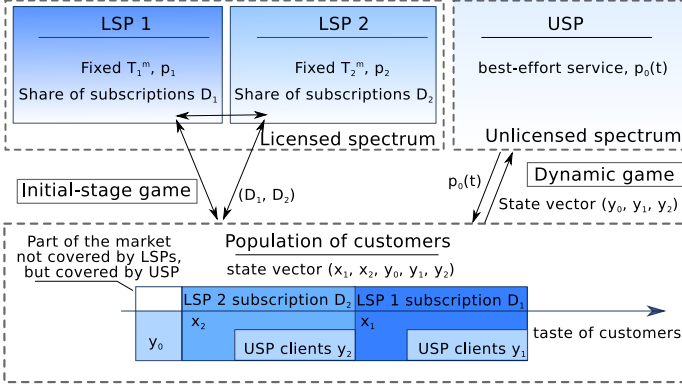 LSP 1
Fixed T₁ᵐ, p₁
Share of subscriptions D₁
LSP 2
Fixed T₂ᵐ, p₂
Share of subscriptions D₂
Licensed spectrum
USP
best-effort service, p₀(t)
Unlicensed spectrum
Initial-stage game
(D₁, D₂)
p₀(t)
Dynamic game
State vector (y₀, y₁, y₂)
Part of the market
not covered by LSPs,
but covered by USP
Population of customers
state vector (x₁, x₂, y₀, y₁, y₂)
LSP 2 subscription D₂
LSP 1 subscription D₁
x₂
x₁
y₀
USP clients y₂
USP clients y₁
taste of customers